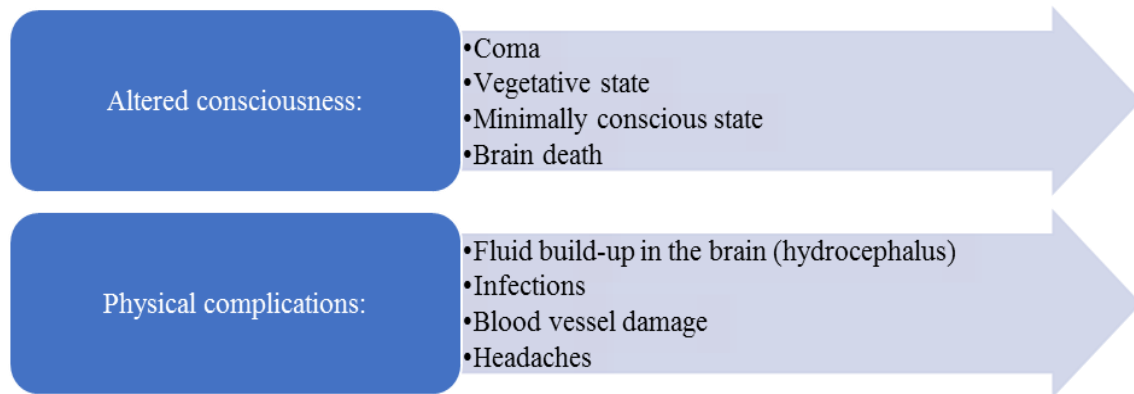 Altered consciousness:
•Coma
•Vegetative state
•Minimally conscious state
•Brain death
Physical complications:
•Fluid build-up in the brain (hydrocephalus)
•Infections
•Blood vessel damage
•Headaches